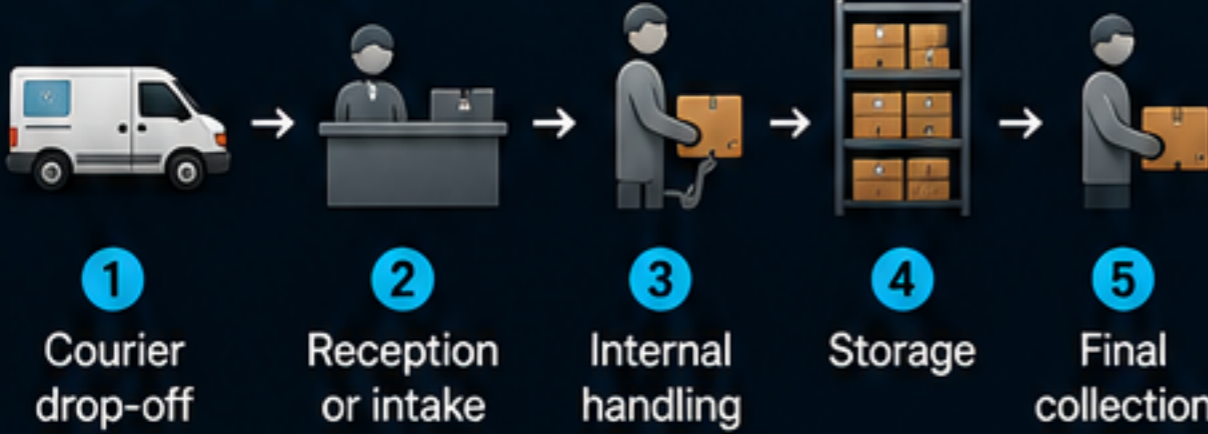 1
Courier
drop-off
2
Reception
or intake
3
Internal
handling
4
Storage
5
Final
collection